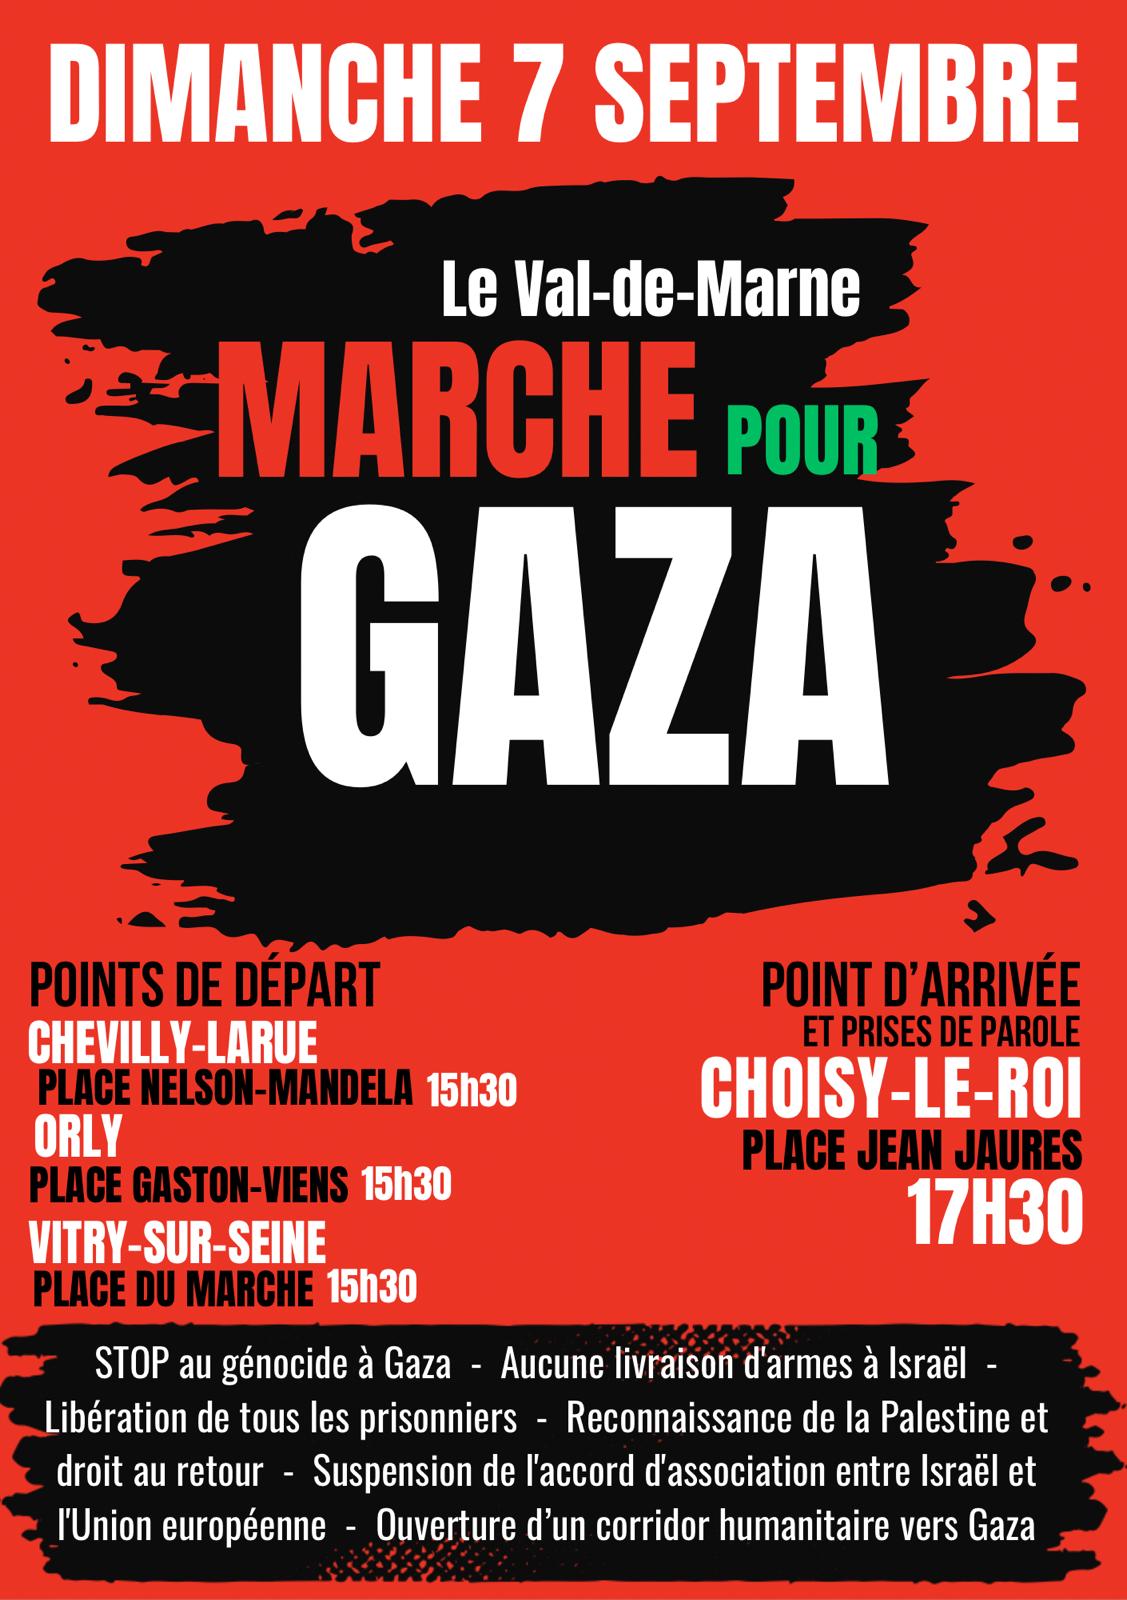 DIMANCHE 7 SEPTEMBRE
Le Val-de-Marne
MARCHE POUR
GAZA
POINTS DE DÉPART
CHEVILLY-LARUE
PLACE NELSON-MANDELA 15h30
ORLY
PLACE GASTON-VIENS 15h30
VITRY-SUR-SEINE
PLACE DU MARCHE 15h30
POINT D’ARRIVÉE
ET PRISES DE PAROLE
CHOISY-LE-ROI
PLACE JEAN JAURES
17H30
STOP au génocide à Gaza - Aucune livraison d'armes à Israël -
Libération de tous les prisonniers - Reconnaissance de la Palestine et
droit au retour - Suspension de l'accord d'association entre Israël et
l'Union européenne - Ouverture d’un corridor humanitaire vers Gaza